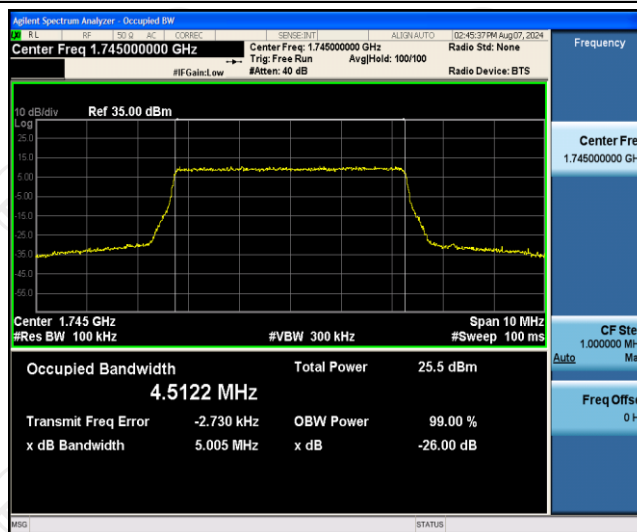 Agilent Spectrum Analyzer - Occupied BW
RL RF 50 Ω AC CORREC SENSE:INT ALIGN AUTO 02:45:37 PM Aug 07, 2024
Center Freq 1.745000000 GHz Center Freq: 1.745000000 GHz Radio Std: None Frequency
Trig: Free Run Avg|Hold: 100/100
#IFGain:Low #Atten: 40 dB Radio Device: BTS
10 dB/div Ref 35.00 dBm
Log
25.0
15.0
5.00
-5.00
-15.0
-25.0
-35.0
-45.0
-55.0
Center Fre
1.745000000 GH
Center 1.745 GHz Span 10 MHz
#Res BW 100 kHz #VBW 300 kHz #Sweep 100 ms
CF Ste
1.000000 MH
Auto Ma
Occupied Bandwidth Total Power 25.5 dBm
4.5122 MHz
Transmit Freq Error -2.730 kHz OBW Power 99.00 %
x dB Bandwidth 5.005 MHz x dB -26.00 dB
Freq Offse
0 H
MSG STATUS